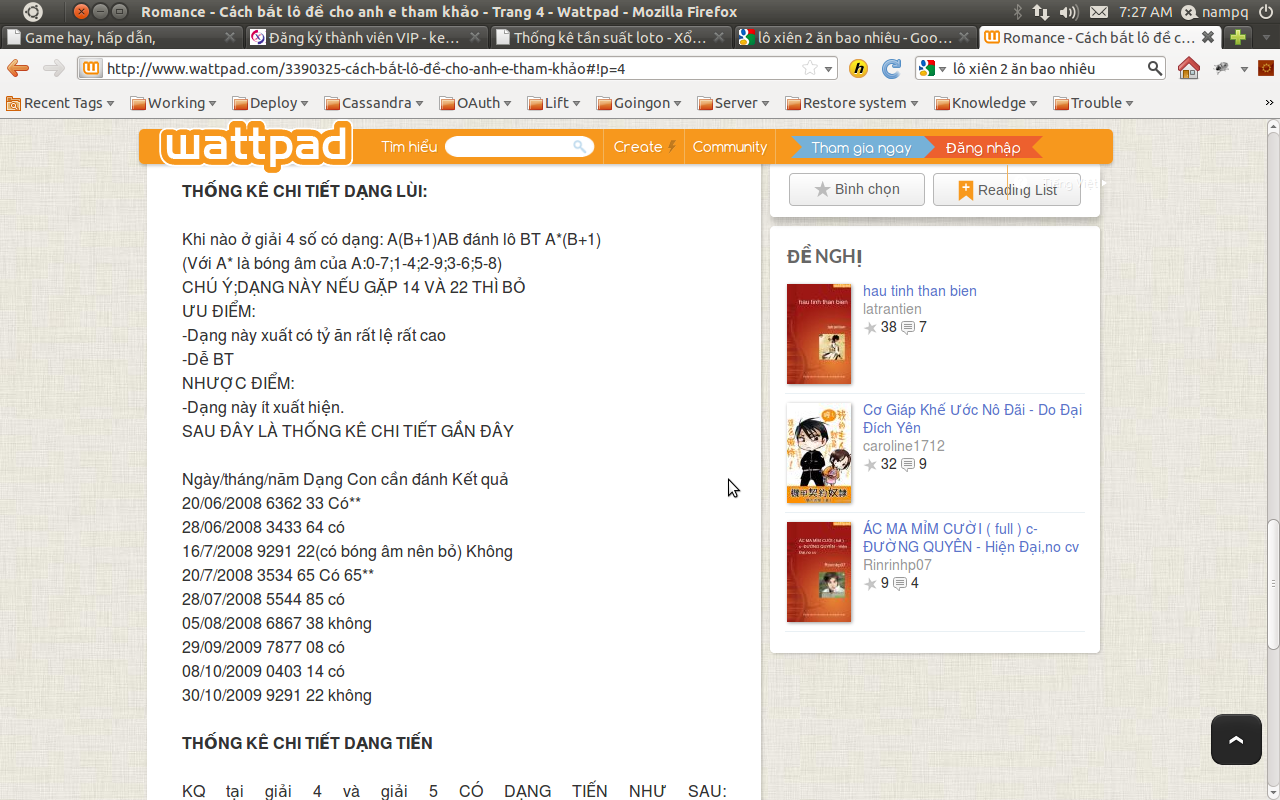 Romance - Cách bắt lô đề cho anh e tham khảo - Trang 4 - Wattpad - Mozilla Firefox
7:27 AM
nampq
Game hay, hấp dẫn,
Đăng ký thành viên VIP - ke...
Thống kê tần suất loto - Xổ...
lô xiên 2 ăn bao nhiêu - Goo...
Romance - Cách bắt lô đề c...
http://www.wattpad.com/3390325-cách-bắt-lô-đề-cho-anh-e-tham-khảo#!p=4
lô xiên 2 ăn bao nhiêu
Recent Tags
Working
Deploy
Cassandra
OAuth
Lift
Goingon
Server
Restore system
Knowledge
Trouble
wattpad
Tìm hiểu
Create
Community
Tham gia ngay
Đăng nhập
THỐNG KÊ CHI TIẾT DẠNG LÙI:
Khi nào ở giải 4 số có dạng: A(B+1)AB đánh lô BT A*(B+1)
(Với A* là bóng âm của A:0-7;1-4;2-9;3-6;5-8)
CHÚ Ý;DẠNG NÀY NẾU GẶP 14 VÀ 22 THÌ BỎ
ƯU ĐIỂM:
-Dạng này xuất có tỷ ăn rất lệ rất cao
-Dễ BT
NHƯỢC ĐIỂM:
-Dạng này ít xuất hiện.
SAU ĐÂY LÀ THỐNG KÊ CHI TIẾT GẦN ĐÂY
Ngày/tháng/năm Dạng Con cần đánh Kết quả
20/06/2008 6362 33 Có**
28/06/2008 3433 64 có
16/7/2008 9291 22(có bóng âm nên bỏ) Không
20/7/2008 3534 65 Có 65**
28/07/2008 5544 85 có
05/08/2008 6867 38 không
29/09/2009 7877 08 có
08/10/2009 0403 14 có
30/10/2009 9291 22 không
THỐNG KÊ CHI TIẾT DẠNG TIẾN
KQ tại giải 4 và giải 5 CÓ DẠNG TIẾN NHƯ SAU:
Bình chọn
Reading List
ĐỀ NGHỊ
hau tinh than bien
latrantien
38 7
Cơ Giáp Khế Ước Nô Đãi - Do Đại
Đích Yên
caroline1712
32 9
ÁC MA MỈM CƯỜI ( full ) c-
ĐƯỜNG QUYÊN - Hiện Đại,no cv
Rinrinhp07
9 4
hau tinh than bien
latrantien
機甲契約奴隸